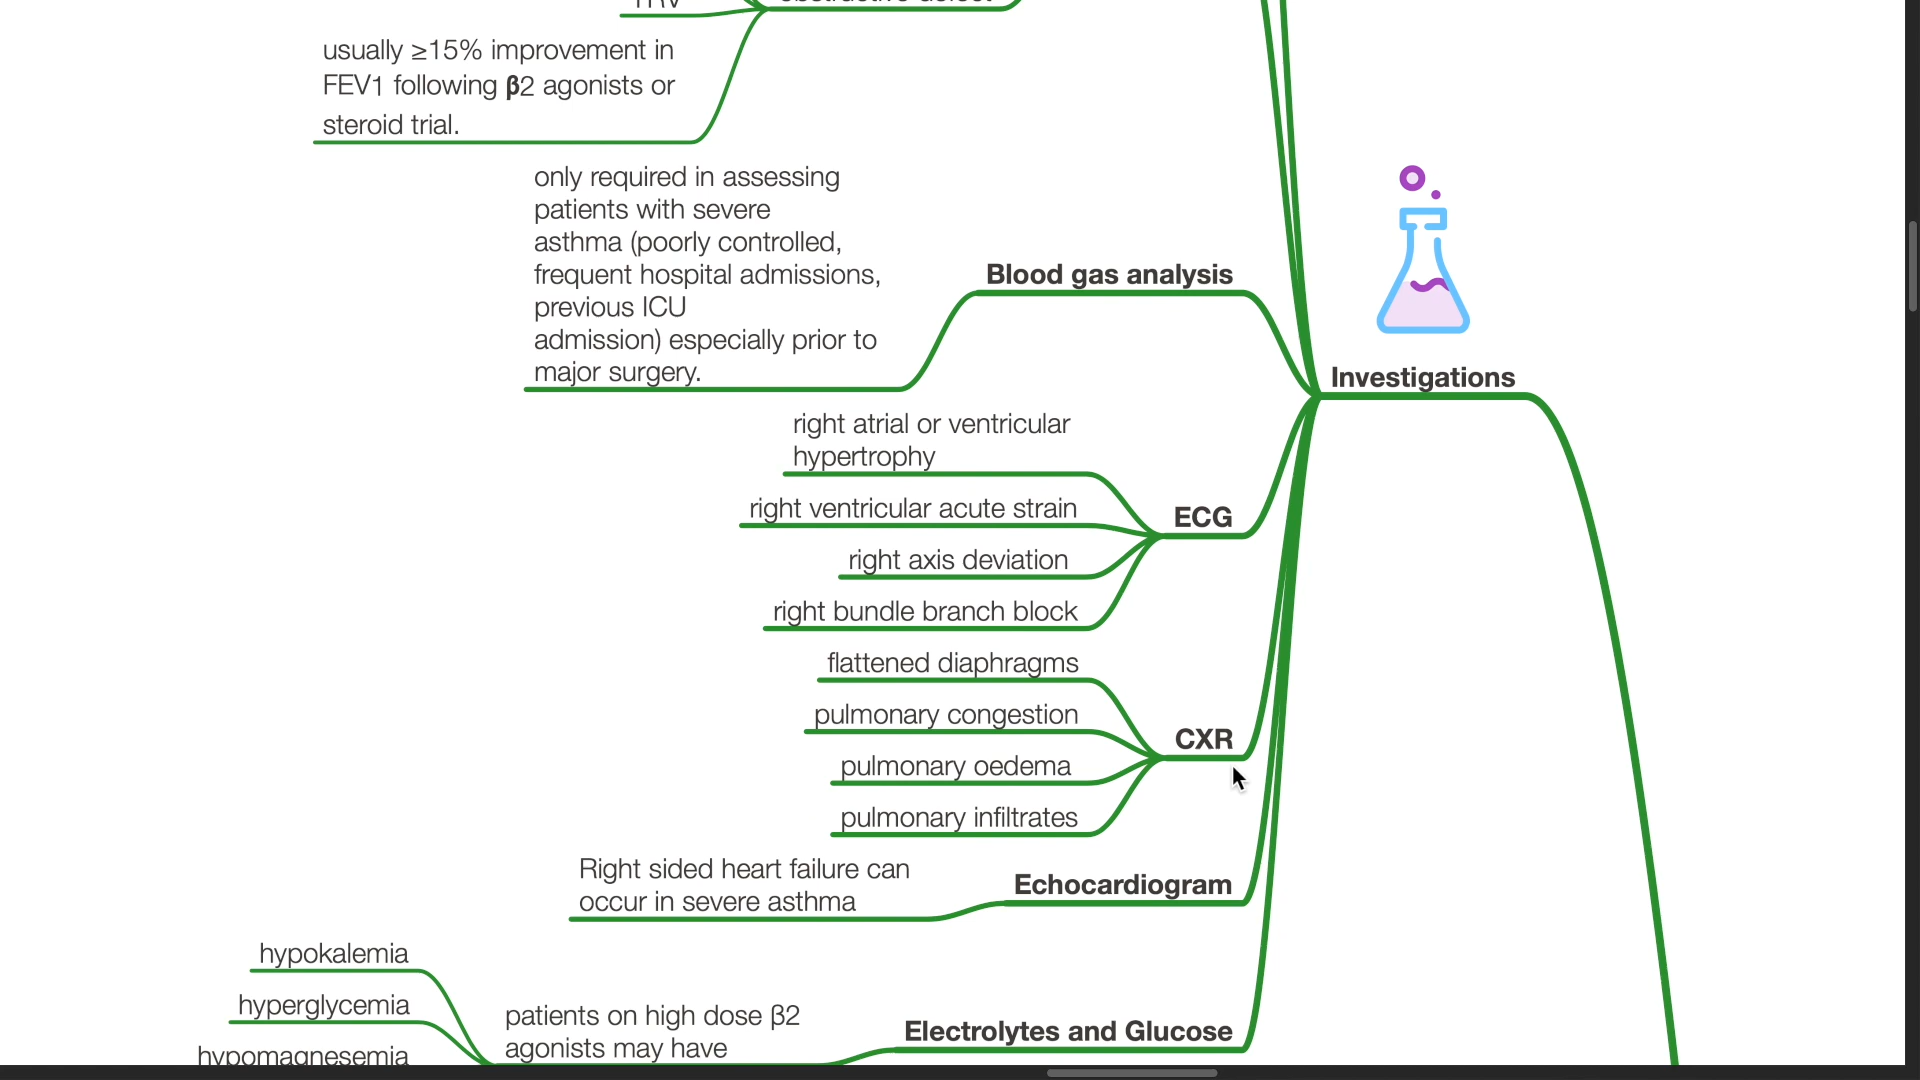 usually ≥15% improvement in
FEV1 following β2 agonists or
steroid trial.
only required in assessing
patients with severe
asthma (poorly controlled,
frequent hospital admissions,
previous ICU
admission) especially prior to
major surgery.
Blood gas analysis
Investigations
right atrial or ventricular
hypertrophy
right ventricular acute strain
ECG
right axis deviation
right bundle branch block
flattened diaphragms
pulmonary congestion
CXR
pulmonary oedema
pulmonary infiltrates
Right sided heart failure can
occur in severe asthma
Echocardiogram
hypokalemia
hyperglycemia
hypomagnesemia
patients on high dose β2
agonists may have
Electrolytes and Glucose